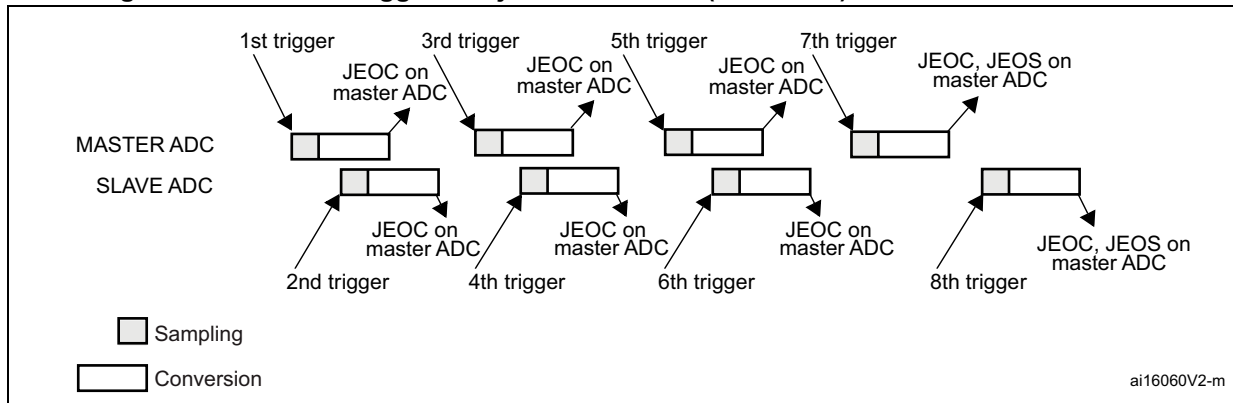 1st trigger
3rd trigger
5th trigger
7th trigger
JEOC on
master ADC
JEOC on
master ADC
JEOC on
master ADC
JEOC, JEOS on
master ADC
MASTER ADC
SLAVE ADC
JEOC on
master ADC
JEOC on
master ADC
JEOC on
master ADC
JEOC, JEOS on
master ADC
2nd trigger
4th trigger
6th trigger
8th trigger
Sampling
Conversion
ai16060V2-m